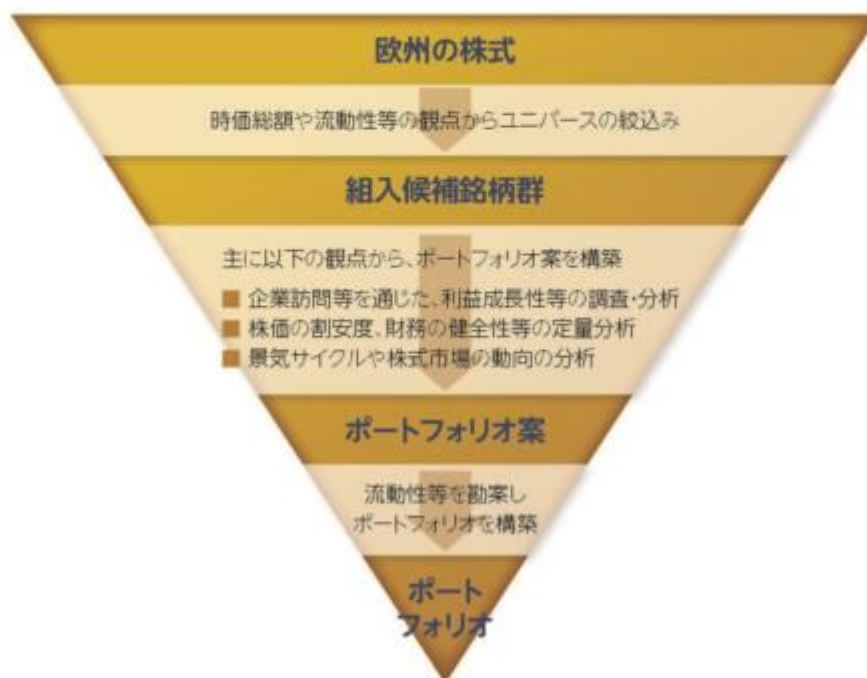 欧州の株式
時価総額や流動性等の観点からユニバースの絞込み
組入候補銘柄群
主に以下の観点から、ポートフォリオ案を構築
■ 企業訪問等を通じた、利益成長性等の調査・分析
■ 株価の割安度、財務の健全性等の定量分析
■ 景気サイクルや株式市場の動向の分析
ポートフォリオ案
流動性等を勘案し
ポートフォリオを構築
ポート
フォリオ